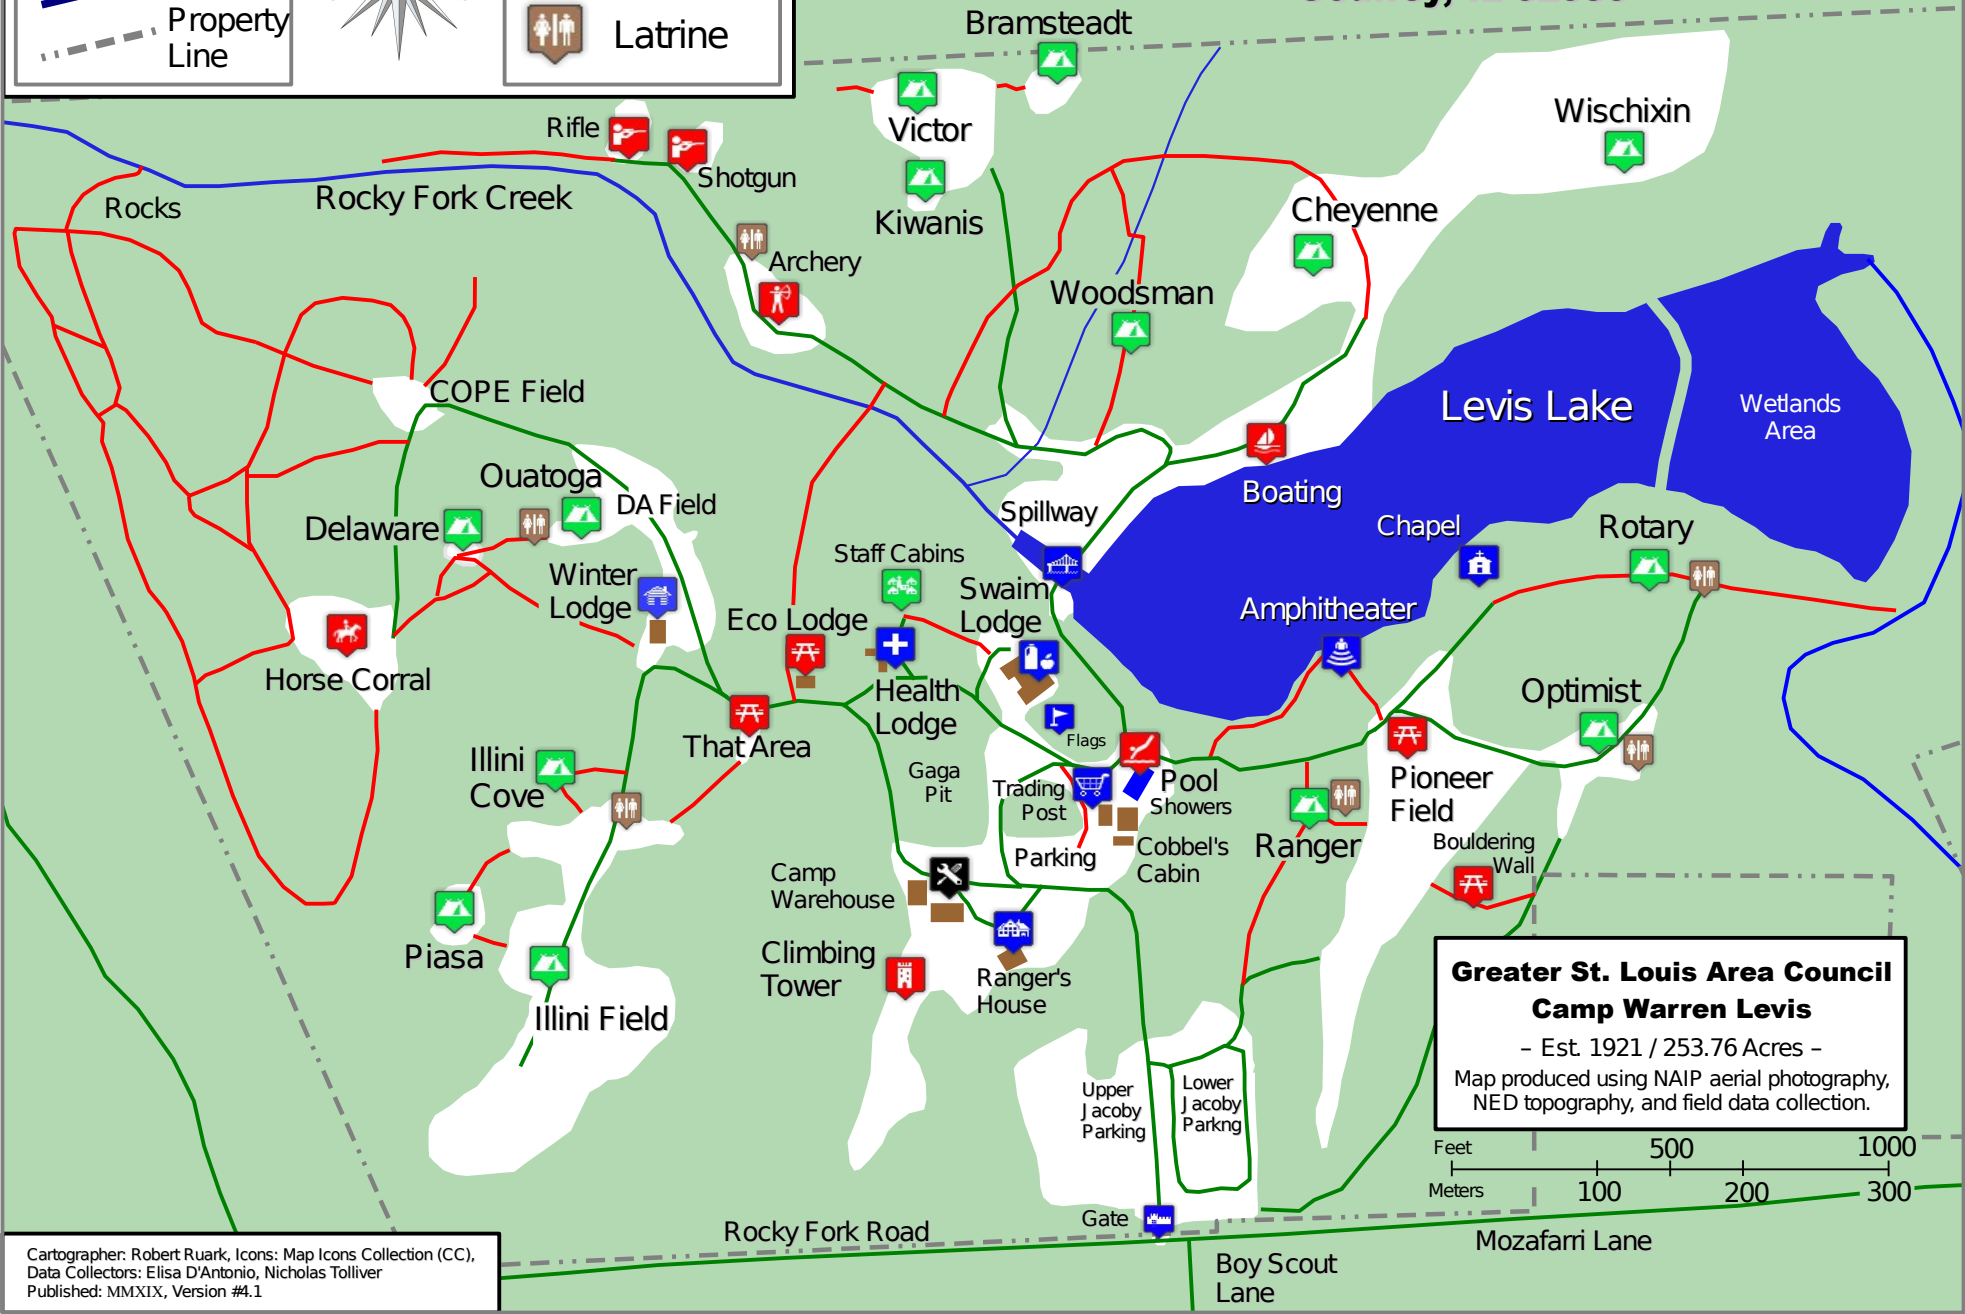 Property
Line
Latrine
Bramsteadt
Victor
Wischixin
Rifle
Shotgun
Rocky Fork Creek
Rocks
Kiwanis
Cheyenne
Archery
Woodsman
COPE Field
Levis Lake
Wetlands
Area
Ouatoga
DA Field
Delaware
Boating
Spillway
Chapel
Rotary
Staff Cabins
Winter
Lodge
Swaim
Lodge
Eco Lodge
Amphitheater
Horse Corral
Health
Lodge
Optimist
Flags
That Area
Illini
Cove
Gaga
Pit
Trading
Post
Pool
Showers
Pioneer
Field
Parking
Cobbel's
Cabin
Ranger
Bouldering
Wall
Camp
Warehouse
Piasa
Climbing
Tower
Ranger's
House
Illini Field
Greater St. Louis Area Council
Camp Warren Levis
– Est. 1921 / 253.76 Acres –
Map produced using NAIP aerial photography,
NED topography, and field data collection.
Upper
Jacoby
Parking
Lower
Jacoby
Parkng
Feet 500 1000
Meters 100 200 300
Gate
Rocky Fork Road
Mozafarri Lane
Boy Scout
Lane
Cartographer: Robert Ruark, Icons: Map Icons Collection (CC),
Data Collectors: Elisa D'Antonio, Nicholas Tolliver
Published: MMXIX, Version #4.1